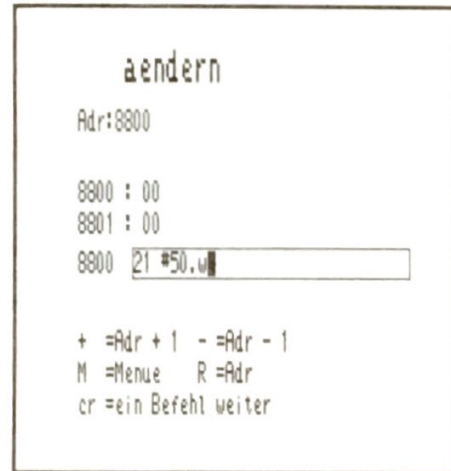 aendern
Adr:8800
8800 : 00
8801 : 00
8800 21 #50.w
+ =Adr + 1 - =Adr - 1
M =Menue R =Adr
cr =ein Befehl weiter